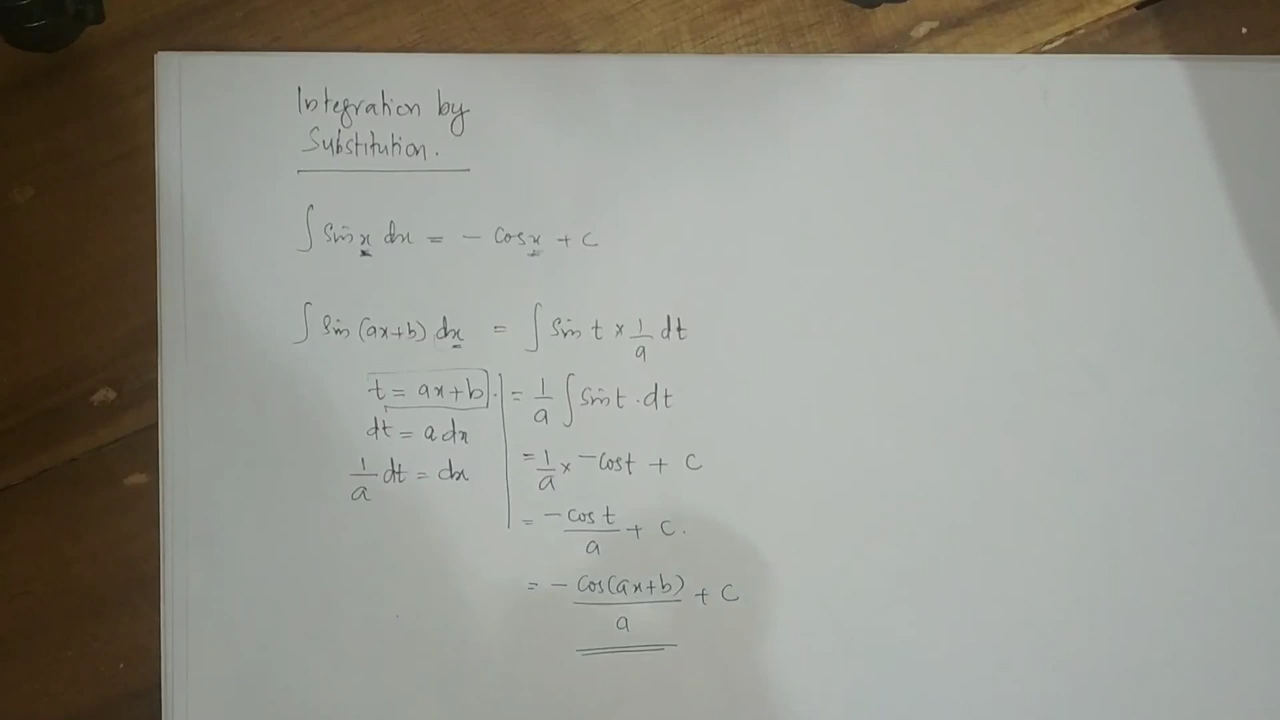 Integration by
Substitution.
∫ sin x dx = - cos x + c
∫ sin (ax+b) dx = ∫ sin t × 1/a dt
t = ax+b . = 1/a ∫ sin t . dt
dt = a dx
1/a dt = dx
= 1/a × -cos t + c
= -cos t/a + c.
= - cos(ax+b)/a + c